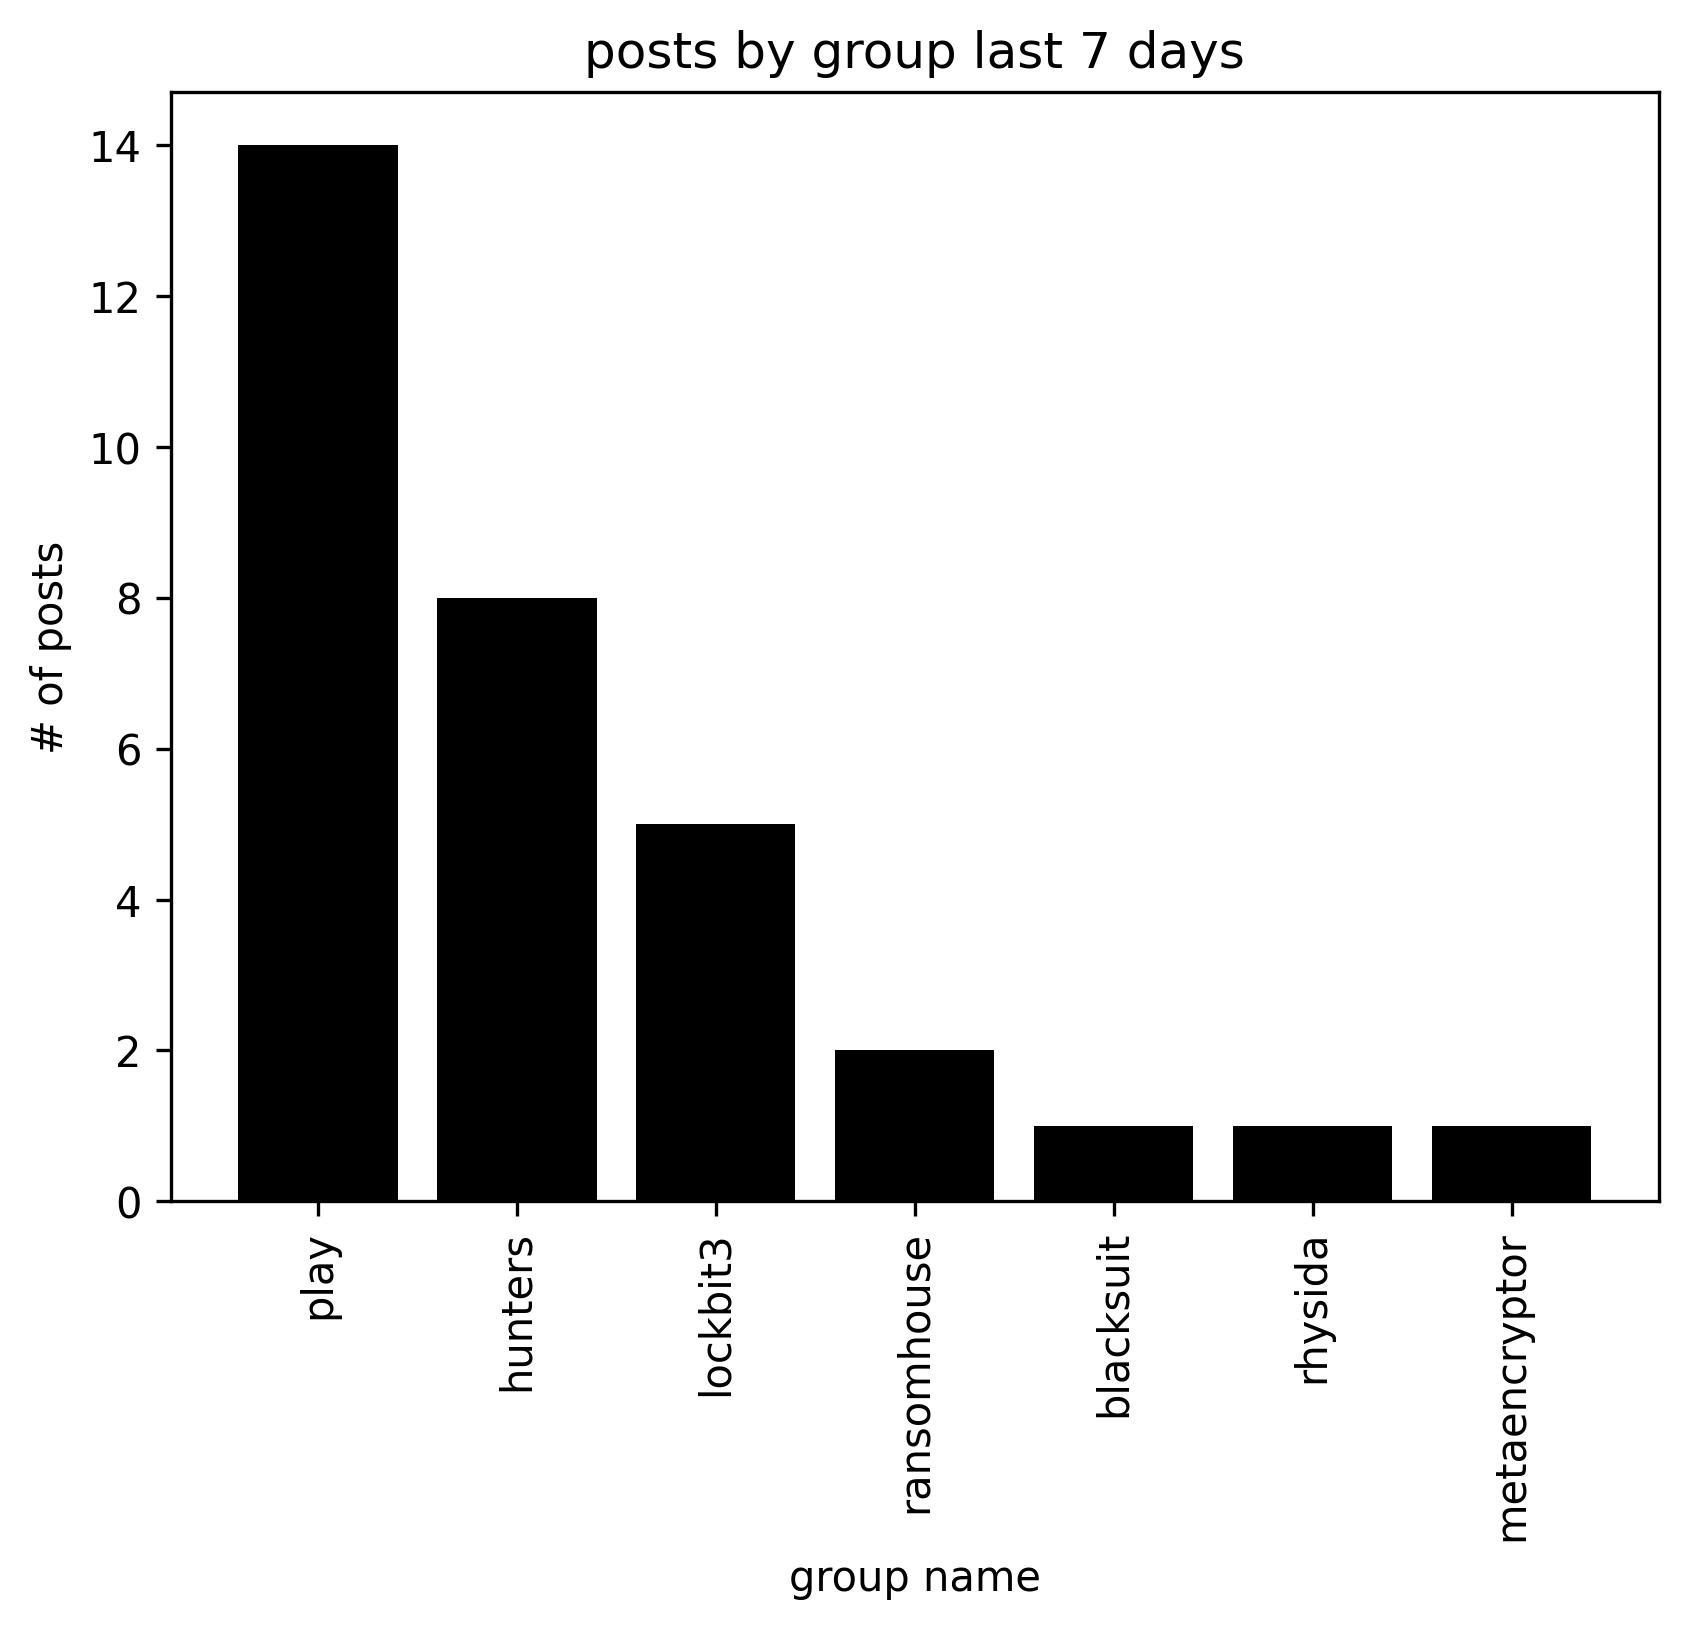 posts by group last 7 days
14
12
10
8
6
4
2
0
# of posts
play
hunters
lockbit3
ransomhouse
blacksuit
rhysida
metaencryptor
group name